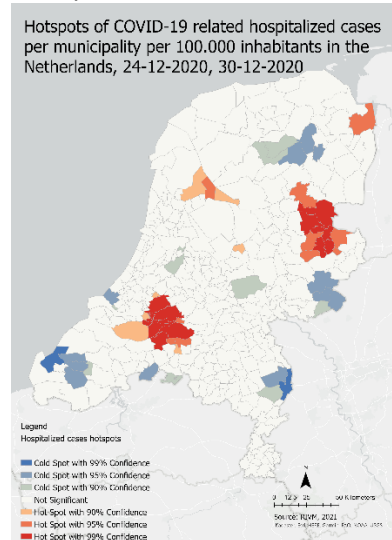 Hotspots of COVID-19 related hospitalized cases
per municipality per 100.000 inhabitants in the
Netherlands, 24-12-2020, 30-12-2020
Legend
Hospitalized cases hotspots
Cold Spot with 99% Confidence
Cold Spot with 95% Confidence
Cold Spot with 90% Confidence
Not Significant
Hot Spot with 90% Confidence
Hot Spot with 95% Confidence
Hot Spot with 99% Confidence
N
0 12,5 25 50 Kilometers
Source: RIVM, 2021